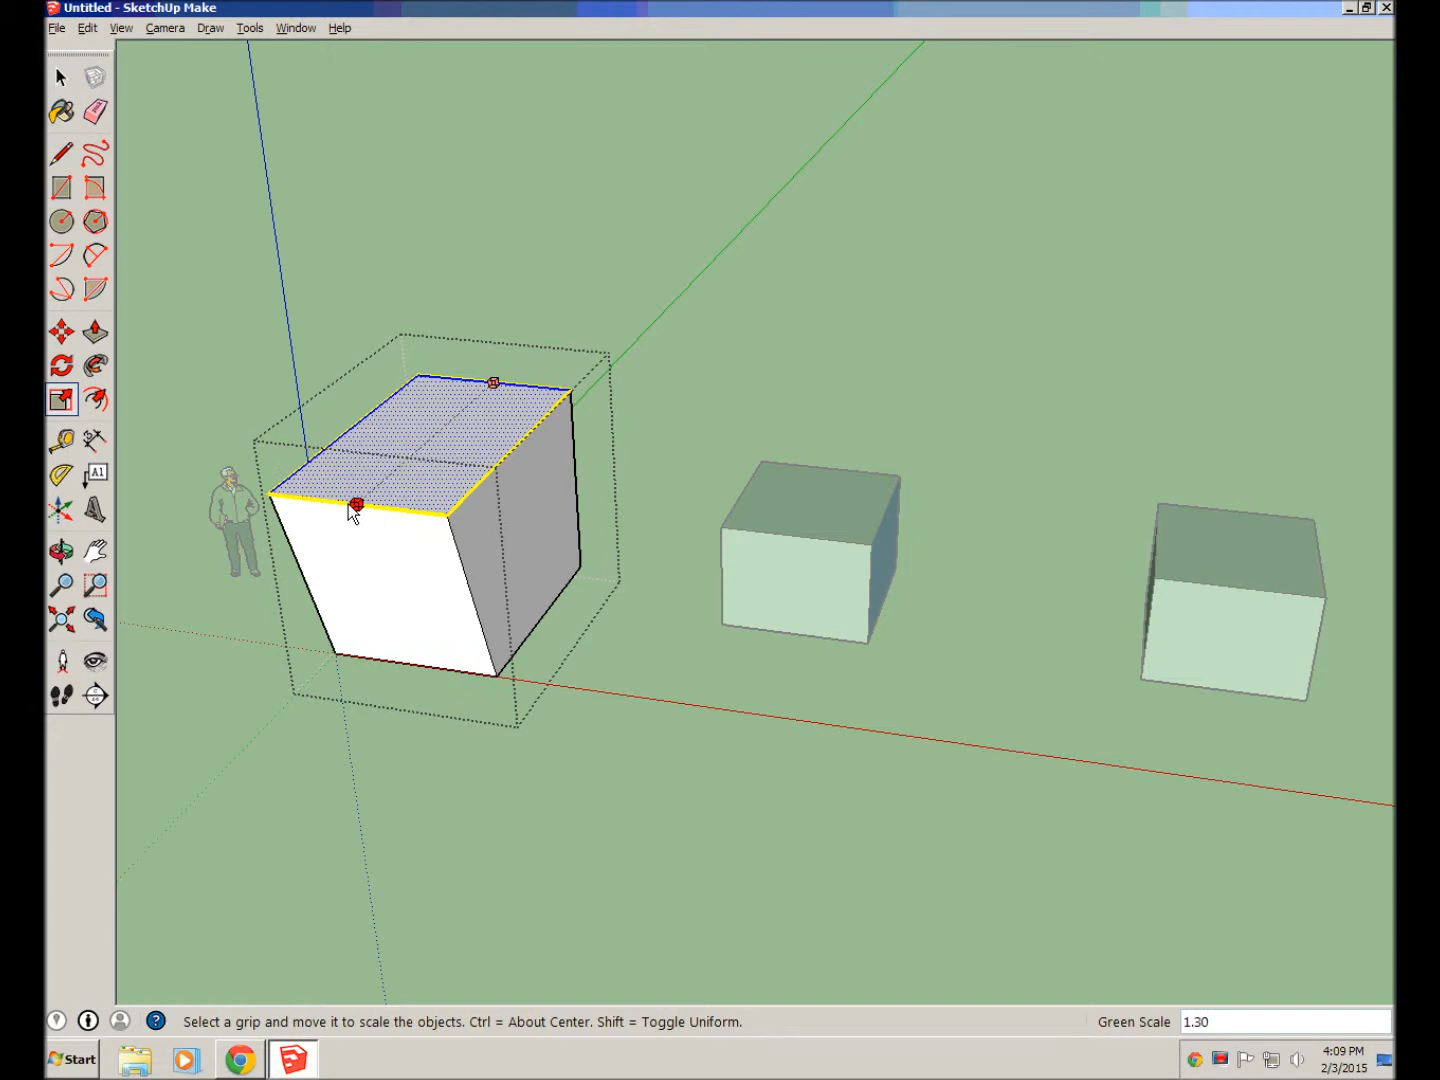 Untitled - SketchUp Make
File Edit View Camera Draw Tools Window Help
A1
Select a grip and move it to scale the objects. Ctrl = About Center. Shift = Toggle Uniform.
Green Scale 1.30
Start
4:09 PM
2/3/2015